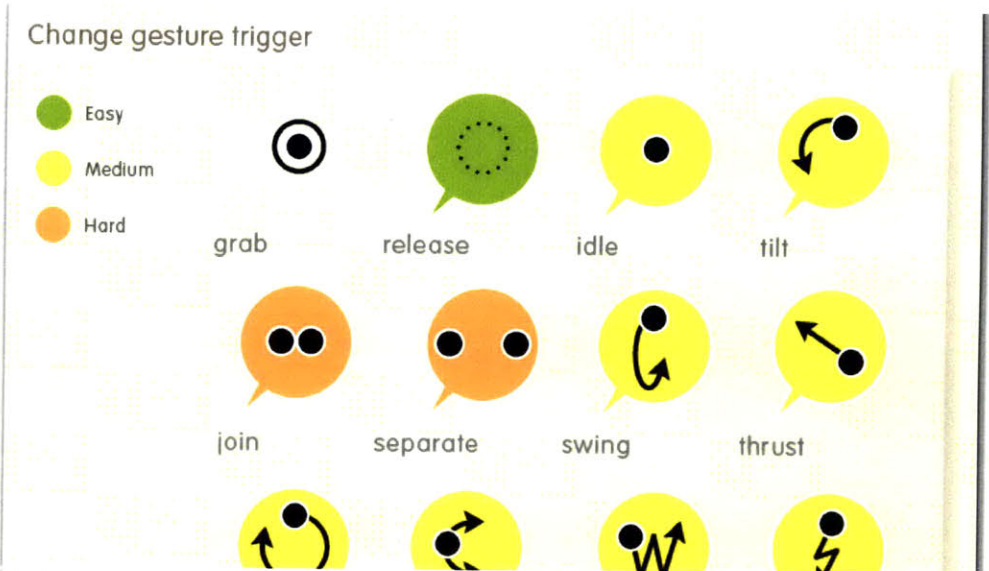 Change gesture trigger
Easy
Medium
Hard
grab
release
idle
tilt
join
separate
swing
thrust